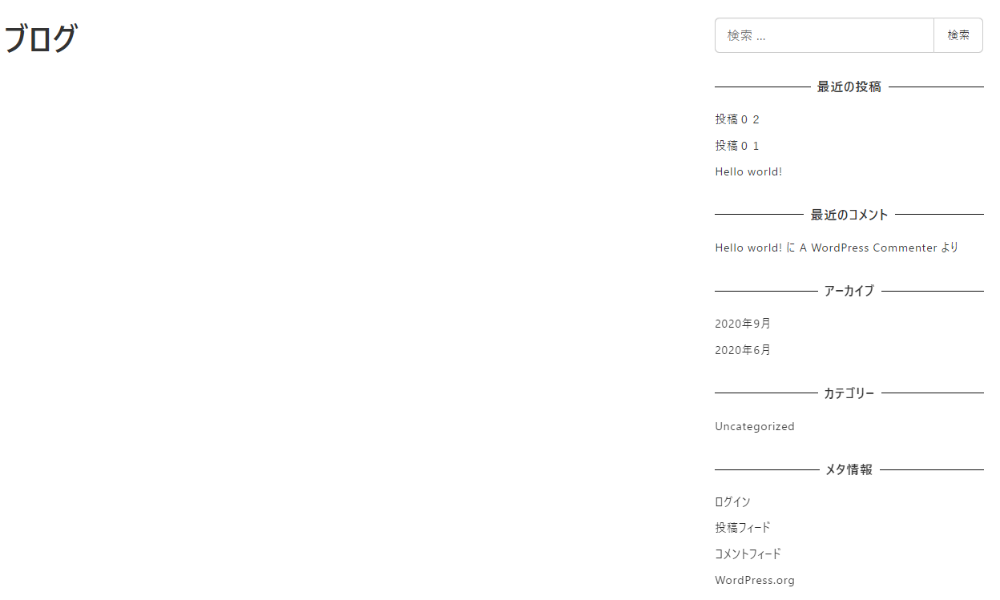 ブログ
検索 …
検索
最近の投稿
投稿０２
投稿０１
Hello world!
最近のコメント
Hello world! に A WordPress Commenter より
アーカイブ
2020年9月
2020年6月
カテゴリー
Uncategorized
メタ情報
ログイン
投稿フィード
コメントフィード
WordPress.org